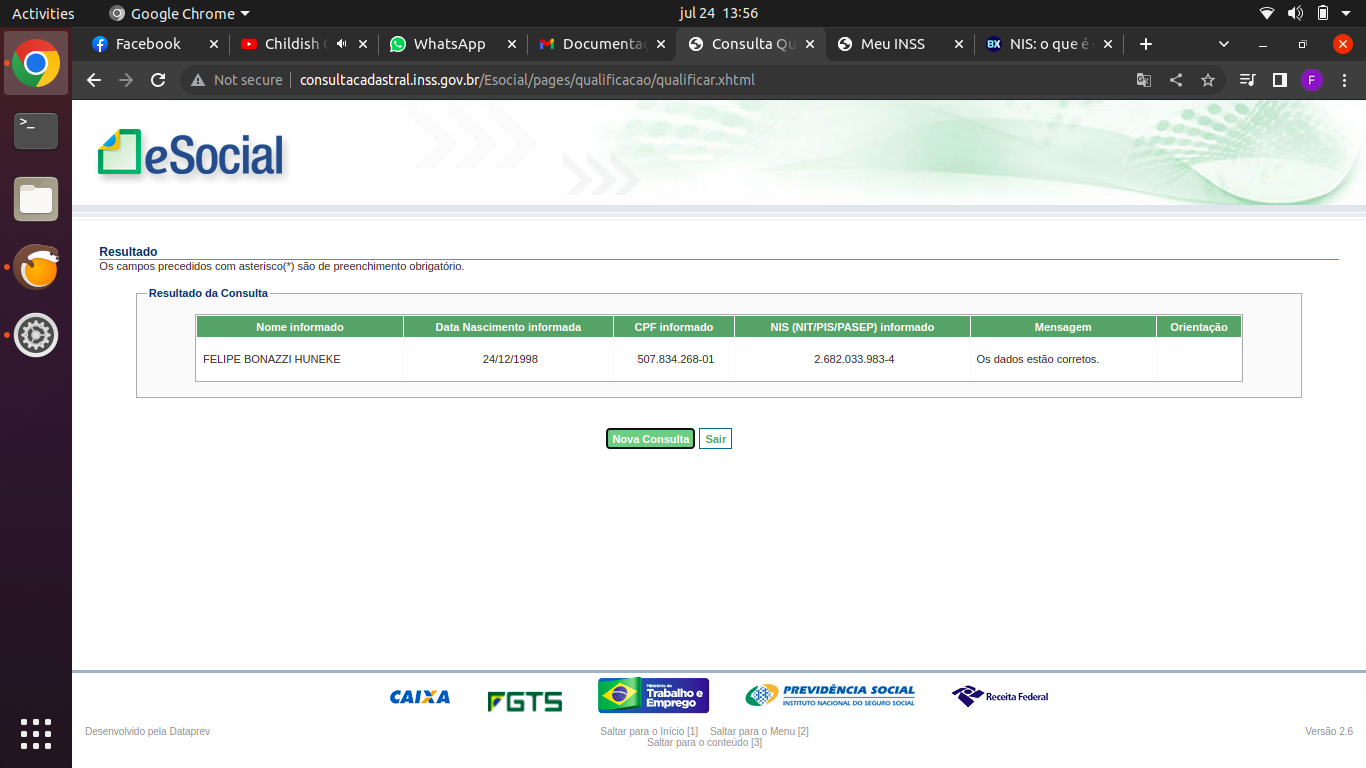 Activities
Google Chrome
jul 24 13:56
Facebook
Childish
WhatsApp
Documenta
Consulta Qu
Meu INSS
BX
NIS: o que é
Not secure
consultacadastral.inss.gov.br/Esocial/pages/qualificacao/qualificar.xhtml
F
>_
eSocial
Resultado
Os campos precedidos com asterisco(*) são de preenchimento obrigatório.
Resultado da Consulta
Nome informado Data Nascimento informada CPF informado NIS (NIT/PIS/PASEP) informado Mensagem Orientação
FELIPE BONAZZI HUNEKE 24/12/1998 507.834.268-01 2.682.033.983-4 Os dados estão corretos.
Nova Consulta Sair
CAIXA
FGTS
Ministério do
Trabalho e
Emprego
PREVIDÊNCIA SOCIAL
INSTITUTO NACIONAL DO SEGURO SOCIAL
Receita Federal
Desenvolvido pela Dataprev
Saltar para o Início [1] Saltar para o Menu [2]
Saltar para o conteúdo [3]
Versão 2.6